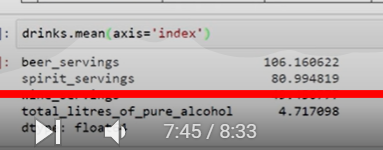 ]: drinks.mean(axis='index')
]: beer_servings 106.160622
spirit_servings 80.994819
total_litres_of_pure_alcohol 4.717098
7:45 / 8:33